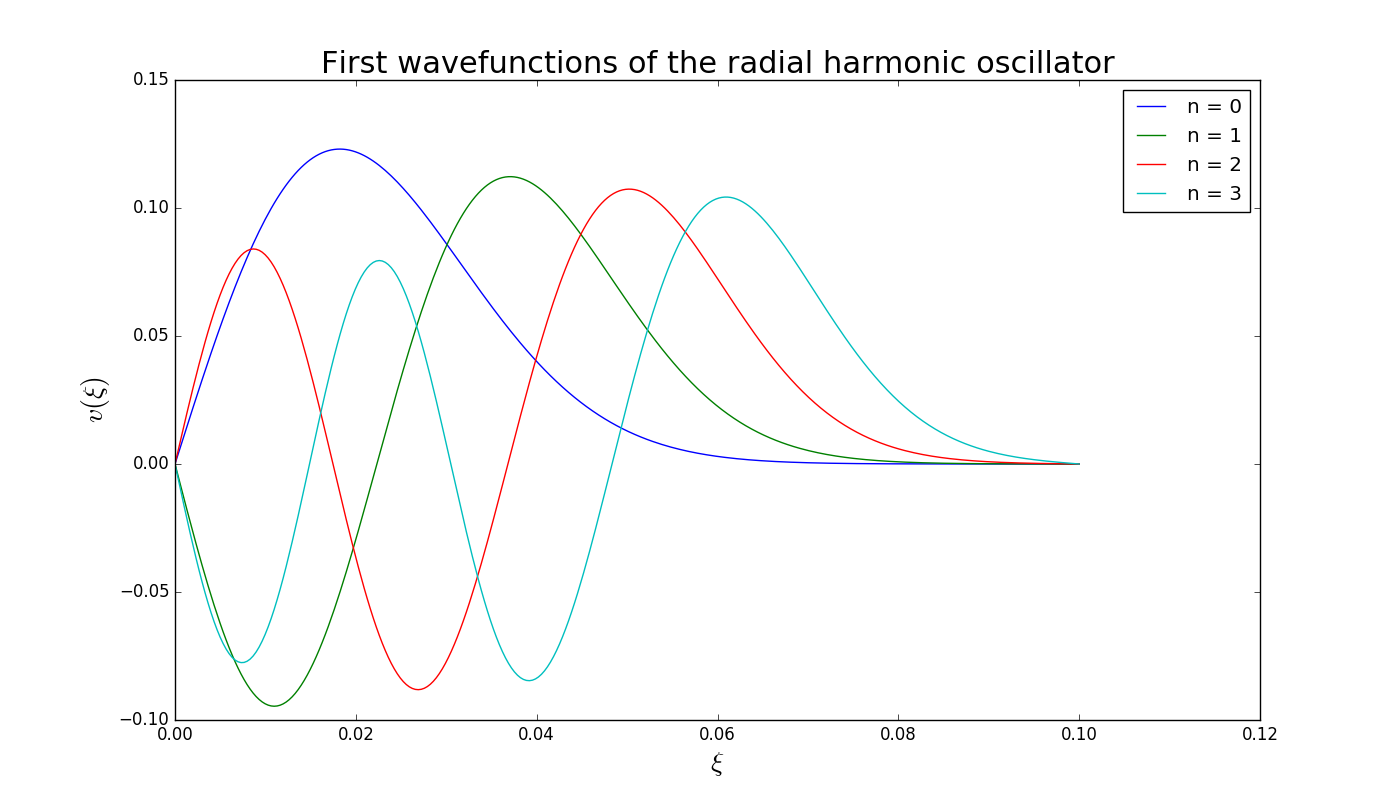 First wavefunctions of the radial harmonic oscillator
0.15
0.10
0.05
0.00
−0.05
−0.10
v(ξ)
n = 0
n = 1
n = 2
n = 3
0.00 0.02 0.04 0.06 0.08 0.10 0.12
ξ